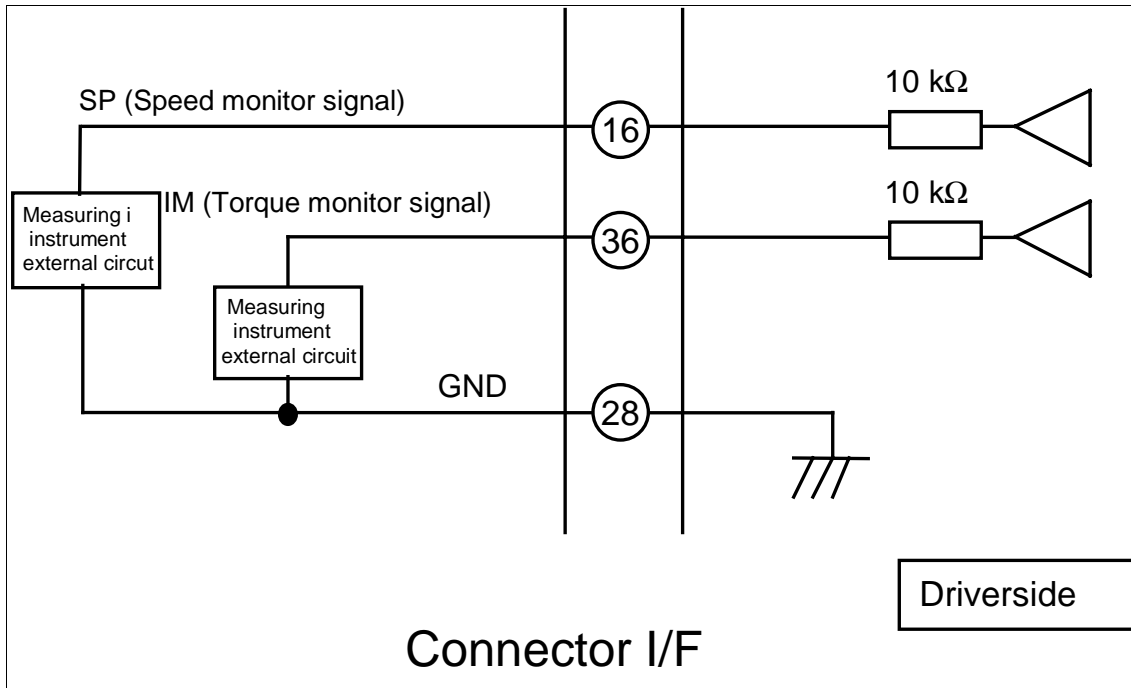 SP (Speed monitor signal)
16
10 kΩ
Measuring i
instrument
external circut
IM (Torque monitor signal)
36
10 kΩ
Measuring
instrument
external circuit
GND
28
Driverside
Connector I/F